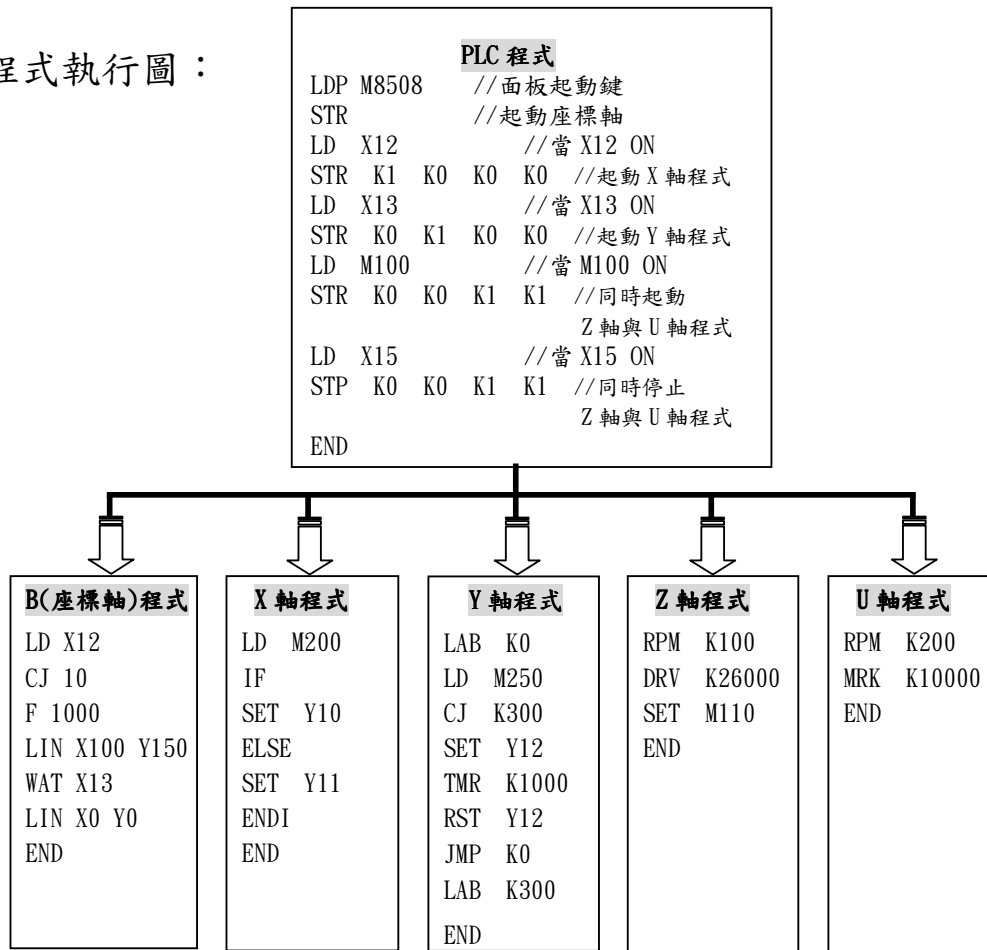 程式執行圖：
PLC 程式
LDP M8508 //面板起動鍵
STR //起動座標軸
LD X12 //當 X12 ON
STR K1 K0 K0 K0 //起動 X 軸程式
LD X13 //當 X13 ON
STR K0 K1 K0 K0 //起動 Y 軸程式
LD M100 //當 M100 ON
STR K0 K0 K1 K1 //同時起動
Z 軸與 U 軸程式
LD X15 //當 X15 ON
STP K0 K0 K1 K1 //同時停止
Z 軸與 U 軸程式
END
B(座標軸)程式
LD X12
CJ 10
F 1000
LIN X100 Y150
WAT X13
LIN X0 Y0
END
X 軸程式
LD M200
IF
SET Y10
ELSE
SET Y11
ENDI
END
Y 軸程式
LAB K0
LD M250
CJ K300
SET Y12
TMR K1000
RST Y12
JMP K0
LAB K300
END
Z 軸程式
RPM K100
DRV K26000
SET M110
END
U 軸程式
RPM K200
MRK K10000
END